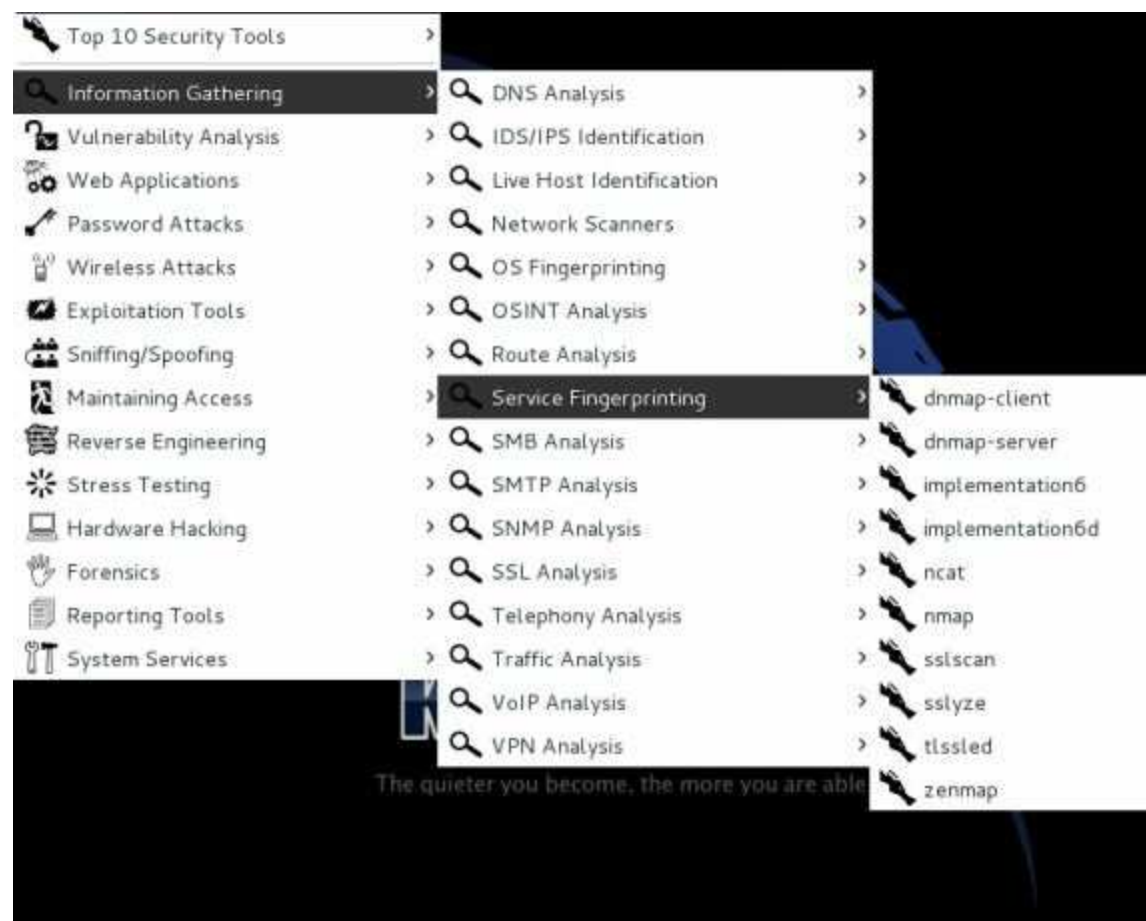 Top 10 Security Tools
Information Gathering
Vulnerability Analysis
Web Applications
Password Attacks
Wireless Attacks
Exploitation Tools
Sniffing/Spoofing
Maintaining Access
Reverse Engineering
Stress Testing
Hardware Hacking
Forensics
Reporting Tools
System Services
DNS Analysis
IDS/IPS Identification
Live Host Identification
Network Scanners
OS Fingerprinting
OSINT Analysis
Route Analysis
Service Fingerprinting
SMB Analysis
SMTP Analysis
SNMP Analysis
SSL Analysis
Telephony Analysis
Traffic Analysis
VoIP Analysis
VPN Analysis
dnmap-client
dnmap-server
implementation6
implementation6d
ncat
nmap
sslscan
sslyze
tlssled
zenmap
The quieter you become, the more you are able